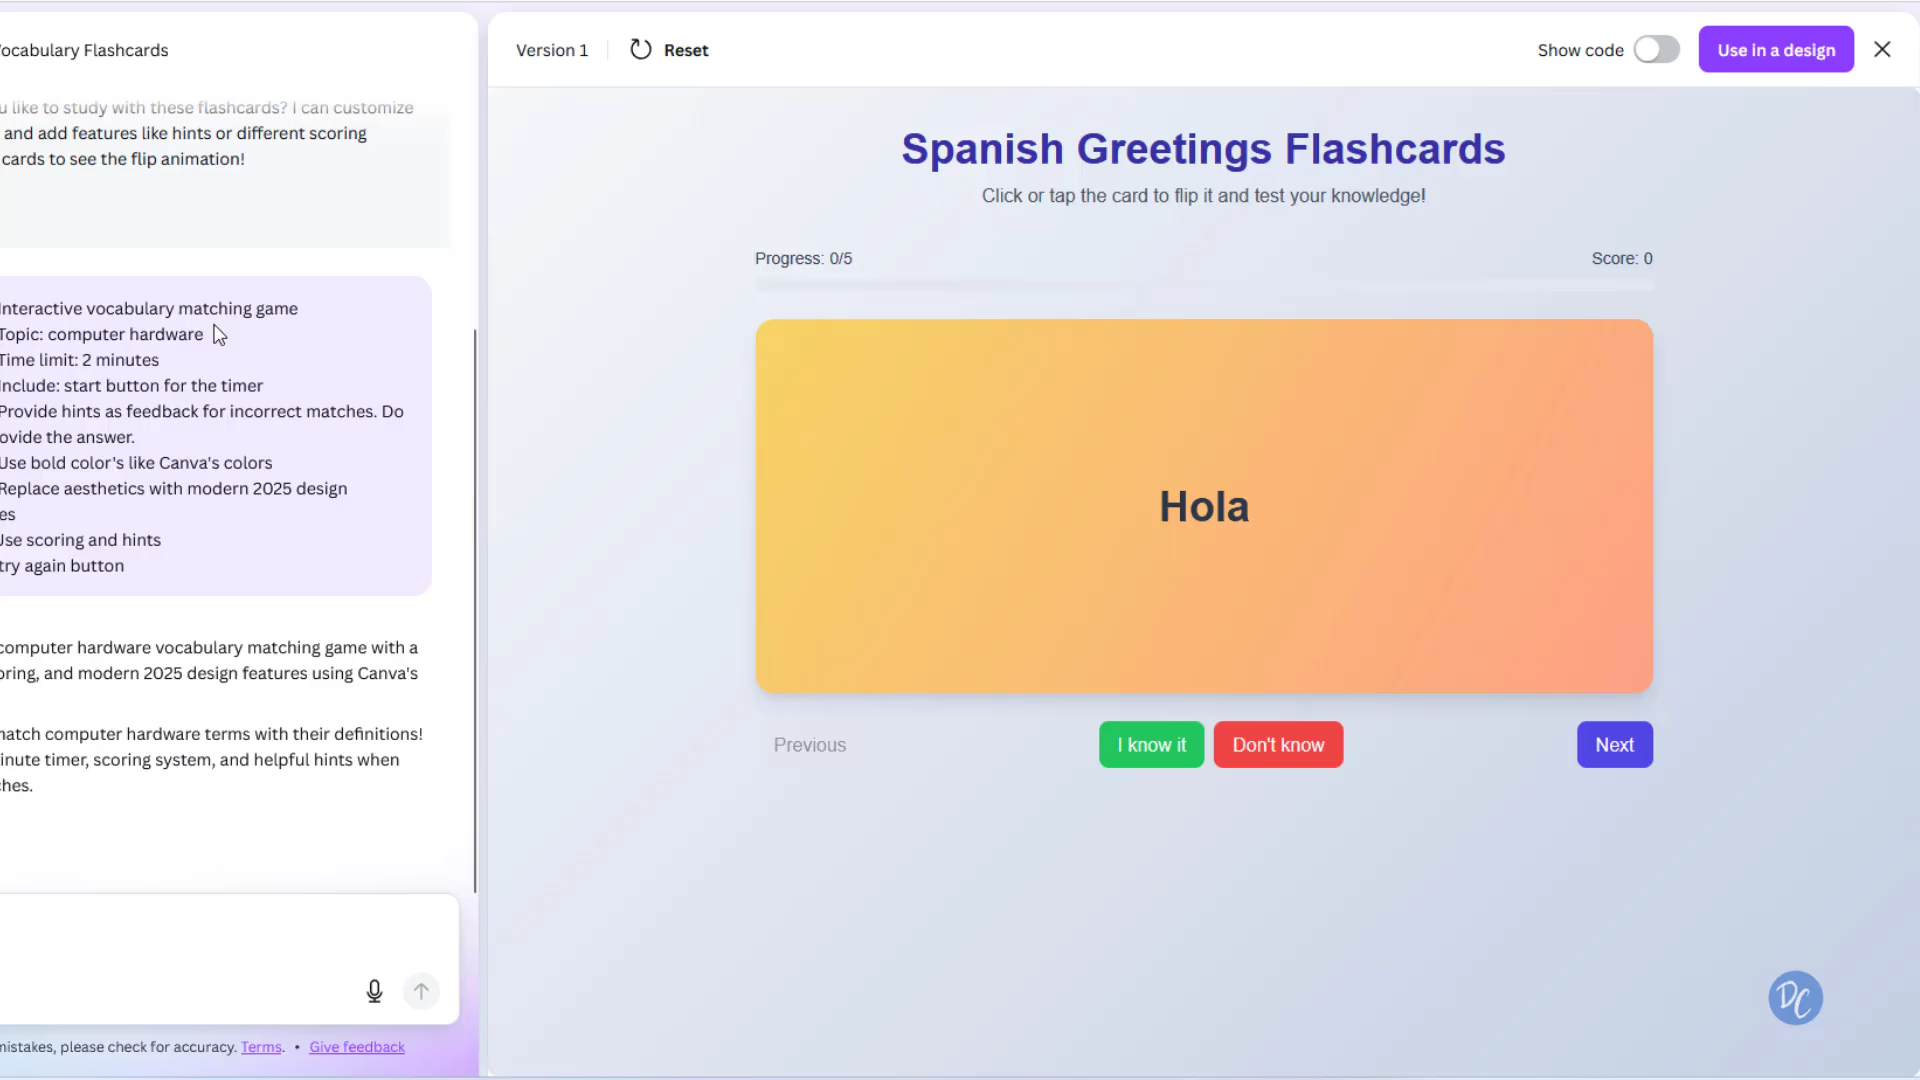 ocabulary Flashcards
u like to study with these flashcards? I can customize
and add features like hints or different scoring
cards to see the flip animation!
Interactive vocabulary matching game
Topic: computer hardware
Time limit: 2 minutes
Include: start button for the timer
Provide hints as feedback for incorrect matches. Do
ovide the answer.
Use bold color's like Canva's colors
Replace aesthetics with modern 2025 design
es
Use scoring and hints
try again button
computer hardware vocabulary matching game with a
oring, and modern 2025 design features using Canva's
match computer hardware terms with their definitions!
inute timer, scoring system, and helpful hints when
ches.
mistakes, please check for accuracy. Terms. • Give feedback
Version 1
Reset
Show code
Use in a design
Spanish Greetings Flashcards
Click or tap the card to flip it and test your knowledge!
Progress: 0/5
Score: 0
Hola
Previous
I know it
Don't know
Next
DC